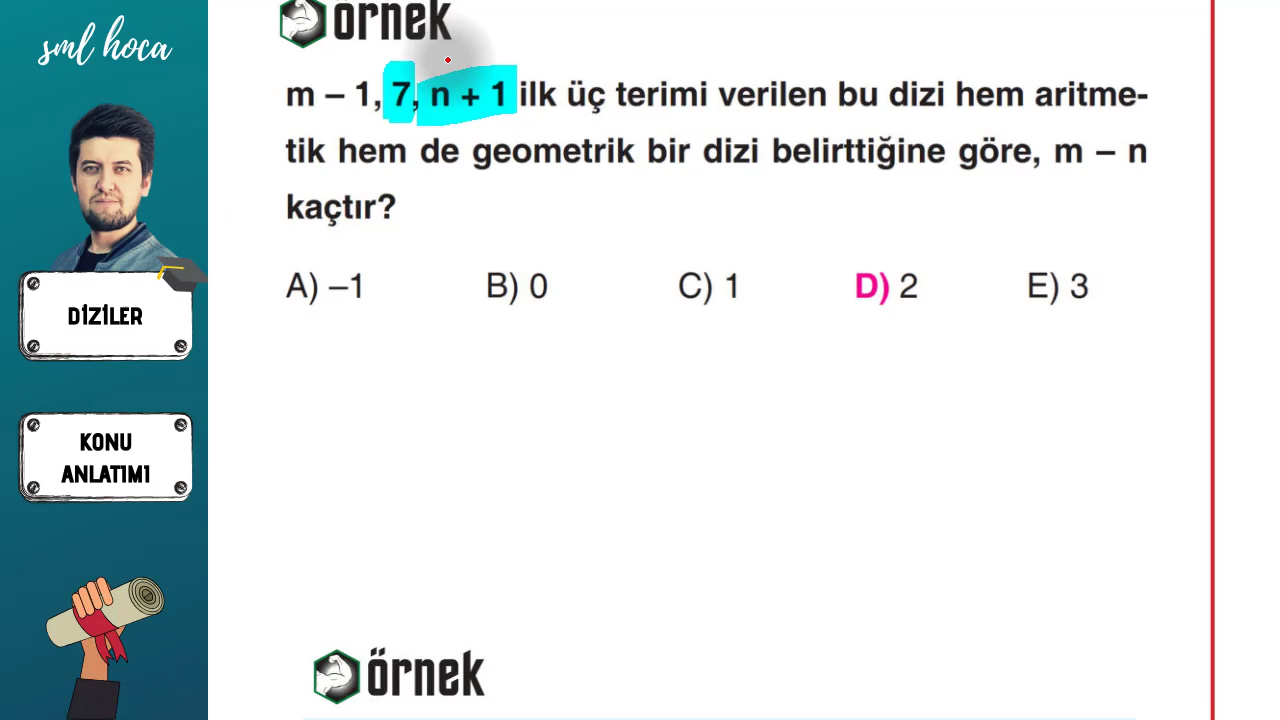 sml hoca
örnek
m – 1, 7, n + 1 ilk üç terimi verilen bu dizi hem aritme-
tik hem de geometrik bir dizi belirttiğine göre, m – n
kaçtır?
A) –1 B) 0 C) 1 D) 2 E) 3
DİZİLER
KONU
ANLATIMI
örnek